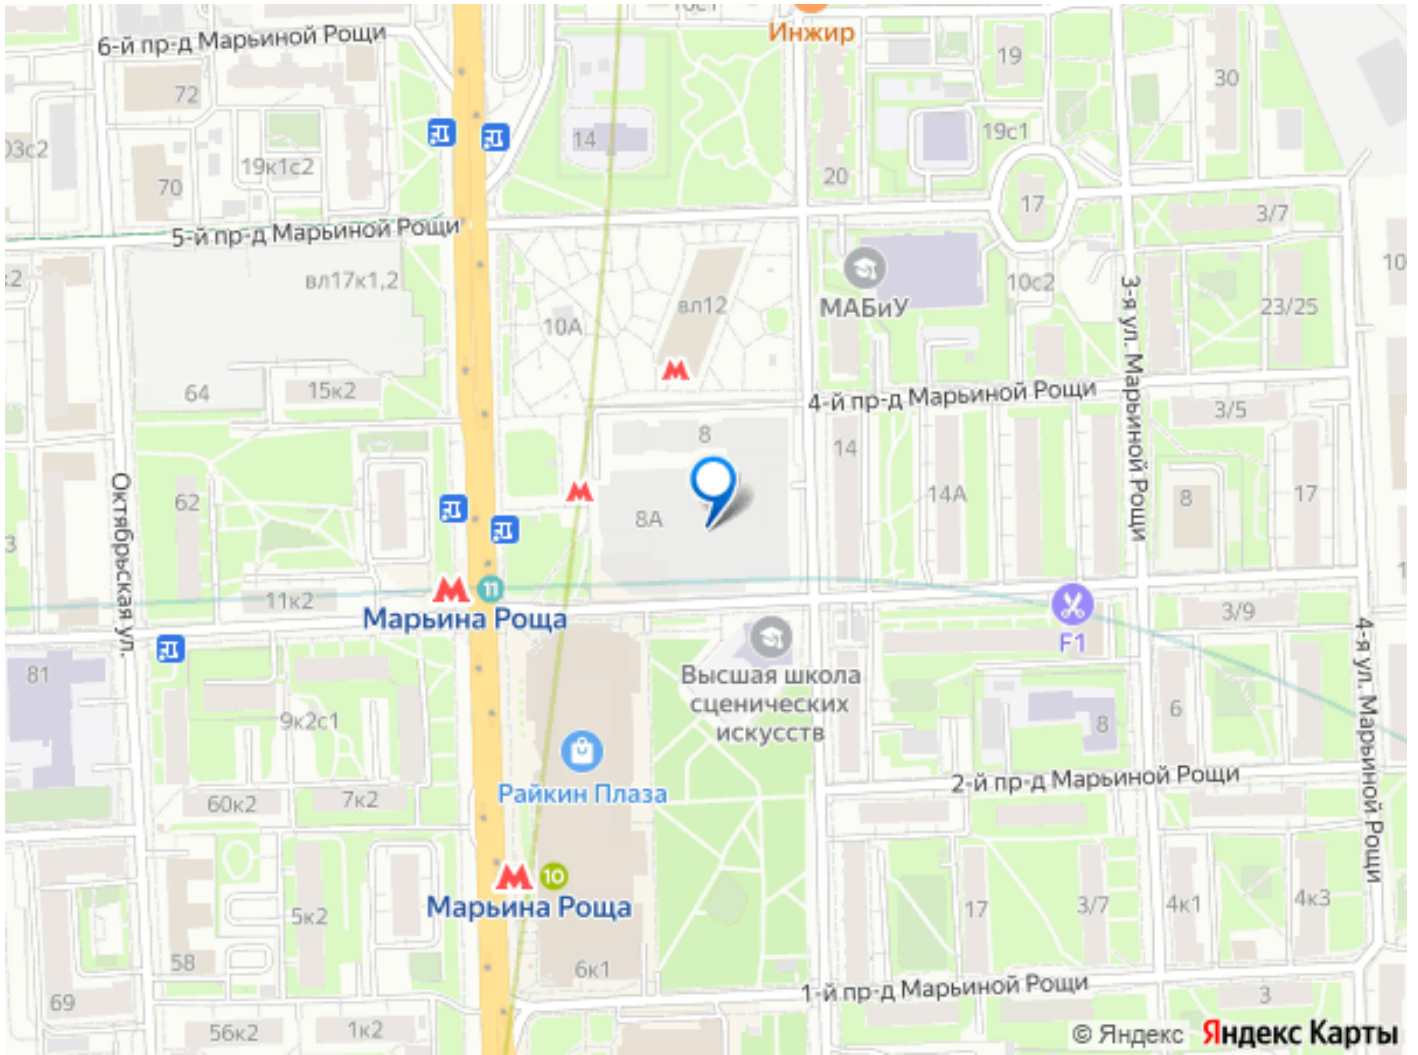 Инжир
6-й пр-д Марьиной Рощи
19
30
72
14
19с1
03с2
19к1с2
70
20
17
3/7
5-й пр-д Марьиной Рощи
вл17к1,2
10с2
МАБиУ
вл12
10А
23/25
3-я ул. Марьиной Рощи
64
15к2
4-й пр-д Марьиной Рощи
3/5
8
14
Октябрьская ул.
62
8А
14А
8
17
11
11к2
Марьина Роща
F1
3/9
4-я ул. Марьиной Рощи
81
Высшая школа
сценических
искусств
9к2с1
6
8
Райкин Плаза
2-й пр-д Марьиной Рощи
60к2
7к2
10
Марьина Роща
5к2
17
3/7
4к1
4к3
58
6к1
1-й пр-д Марьиной Рощи
3
69
56к2
1к2
© Яндекс Яндекс Карты